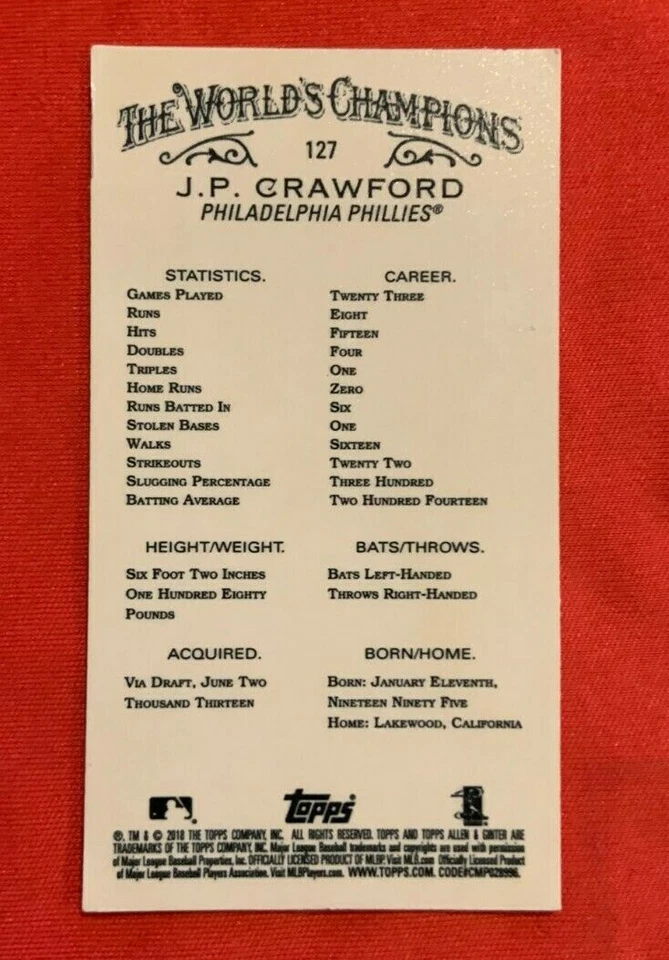 THE WORLD'S CHAMPIONS
127
J.P. CRAWFORD
PHILADELPHIA PHILLIES®
STATISTICS. CAREER.
GAMES PLAYED TWENTY THREE
RUNS EIGHT
HITS FIFTEEN
DOUBLES FOUR
TRIPLES ONE
HOME RUNS ZERO
RUNS BATTED IN SIX
STOLEN BASES ONE
WALKS SIXTEEN
STRIKEOUTS TWENTY TWO
SLUGGING PERCENTAGE THREE HUNDRED
BATTING AVERAGE TWO HUNDRED FOURTEEN
HEIGHT/WEIGHT. BATS/THROWS.
SIX FOOT TWO INCHES BATS LEFT-HANDED
ONE HUNDRED EIGHTY THROWS RIGHT-HANDED
POUNDS
ACQUIRED. BORN/HOME.
VIA DRAFT, JUNE TWO BORN: JANUARY ELEVENTH,
THOUSAND THIRTEEN NINETEEN NINETY FIVE
HOME: LAKEWOOD, CALIFORNIA
TOPPS
®, TM & © 2018 THE TOPPS COMPANY, INC. ALL RIGHTS RESERVED. TOPPS AND TOPPS ALLEN & GINTER ARE
TRADEMARKS OF THE TOPPS COMPANY, INC. Major League Baseball trademarks and copyrights are used with permission
of Major League Baseball Properties, Inc. OFFICIALLY LICENSED PRODUCT OF MLBP Visit MLB.com Officially Licensed Product
of Major League Baseball Players Association. Visit MLBPlayers.com. WWW.TOPPS.COM. CODE#CMP028996.